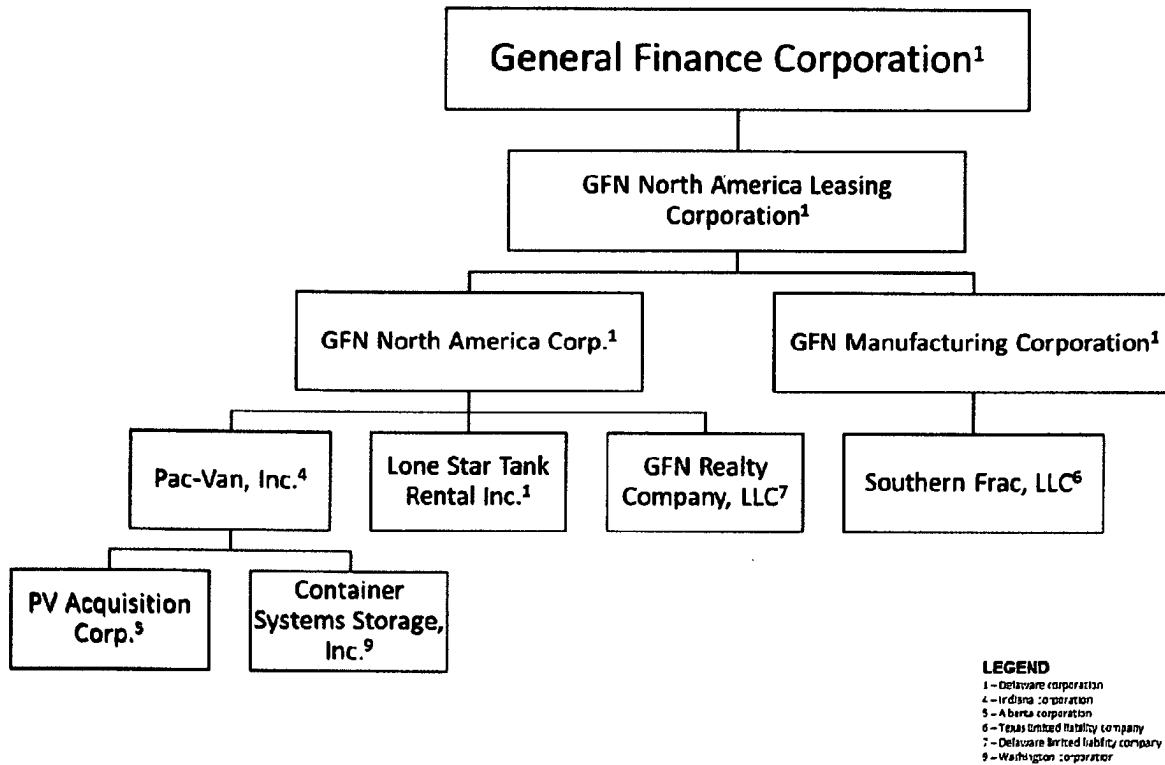 General Finance Corporation¹
GFN North America Leasing
Corporation¹
GFN North America Corp.¹
GFN Manufacturing Corporation¹
Pac-Van, Inc.⁴
Lone Star Tank
Rental Inc.¹
GFN Realty
Company, LLC⁷
Southern Frac, LLC⁶
PV Acquisition
Corp.⁵
Container
Systems Storage,
Inc.⁹
LEGEND
1 – Delaware corporation
4 – Indiana corporation
5 – Alberta corporation
6 – Texas limited liability company
7 – Delaware limited liability company
9 – Washington corporation